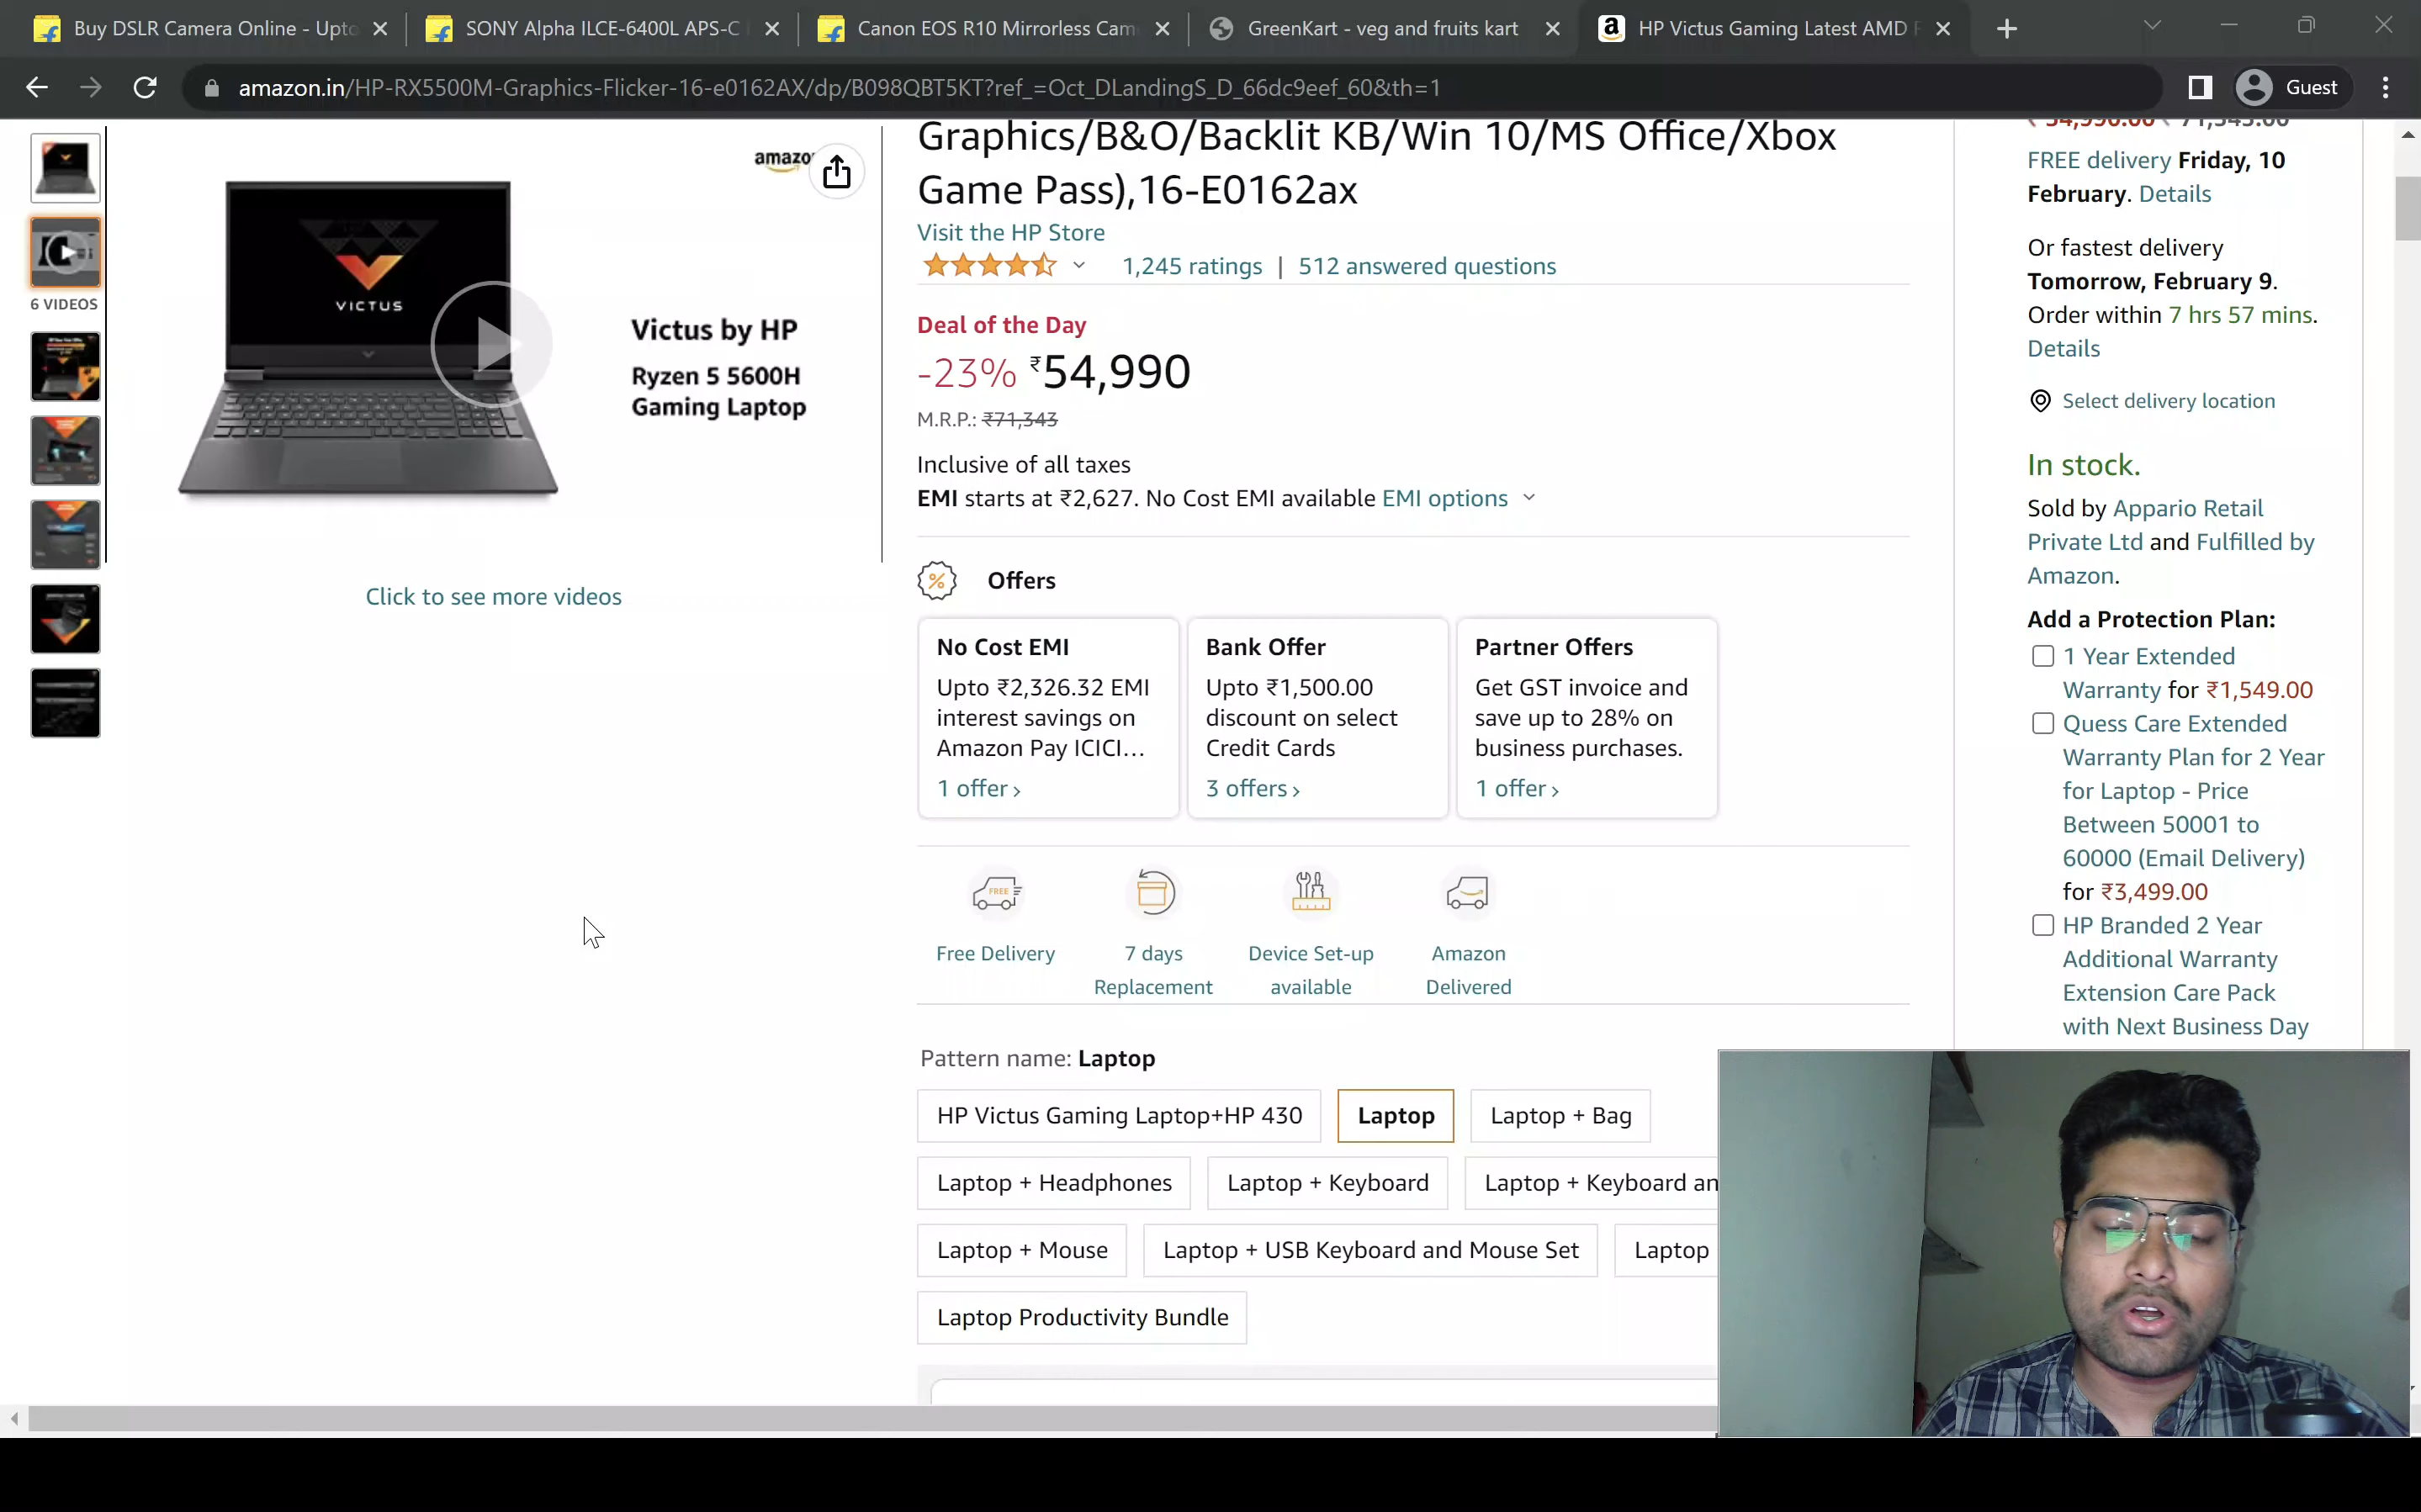 Buy DSLR Camera Online - Upto
SONY Alpha ILCE-6400L APS-C
Canon EOS R10 Mirrorless Cam
GreenKart - veg and fruits kart
HP Victus Gaming Latest AMD
amazon.in/HP-RX5500M-Graphics-Flicker-16-e0162AX/dp/B098QBT5KT?ref_=Oct_DLandingS_D_66dc9eef_60&th=1
Guest
6 VIDEOS
VICTUS
Victus by HP
Ryzen 5 5600H
Gaming Laptop
Click to see more videos
Graphics/B&O/Backlit KB/Win 10/MS Office/Xbox
Game Pass),16-E0162ax
Visit the HP Store
1,245 ratings | 512 answered questions
Deal of the Day
-23% ₹54,990
M.R.P.: ₹71,343
Inclusive of all taxes
EMI starts at ₹2,627. No Cost EMI available EMI options
Offers
No Cost EMI
Upto ₹2,326.32 EMI
interest savings on
Amazon Pay ICICI...
1 offer ›
Bank Offer
Upto ₹1,500.00
discount on select
Credit Cards
3 offers ›
Partner Offers
Get GST invoice and
save up to 28% on
business purchases.
1 offer ›
FREE
Free Delivery
7 days
Replacement
Device Set-up
available
Amazon
Delivered
Pattern name: Laptop
HP Victus Gaming Laptop+HP 430
Laptop
Laptop + Bag
Laptop + Headphones
Laptop + Keyboard
Laptop + Keyboard an
Laptop + Mouse
Laptop + USB Keyboard and Mouse Set
Laptop
Laptop Productivity Bundle
FREE delivery Friday, 10
February. Details
Or fastest delivery
Tomorrow, February 9.
Order within 7 hrs 57 mins.
Details
Select delivery location
In stock.
Sold by Appario Retail
Private Ltd and Fulfilled by
Amazon.
Add a Protection Plan:
1 Year Extended
Warranty for ₹1,549.00
Quess Care Extended
Warranty Plan for 2 Year
for Laptop - Price
Between 50001 to
60000 (Email Delivery)
for ₹3,499.00
HP Branded 2 Year
Additional Warranty
Extension Care Pack
with Next Business Day